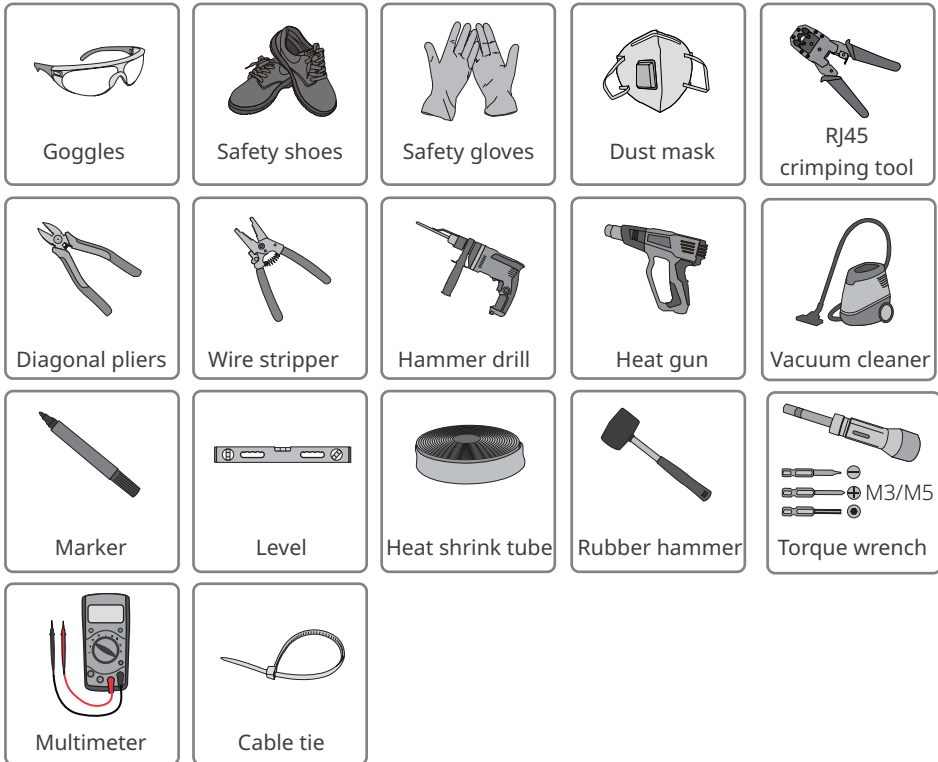 Goggles
Safety shoes
Safety gloves
Dust mask
RJ45
crimping tool
Diagonal pliers
Wire stripper
Hammer drill
Heat gun
Vacuum cleaner
Marker
Level
Heat shrink tube
Rubber hammer
M3/M5
Torque wrench
Multimeter
Cable tie